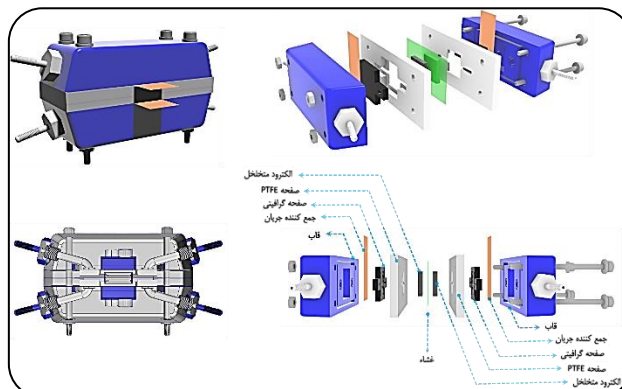 الکترود متخلخل
صفحه PTFE
صفحه گرافیتی
جمع کننده جریان
قاب
غشاء
قاب
جمع کننده جریان
صفحه گرافیتی
صفحه PTFE
الکترود متخلخل